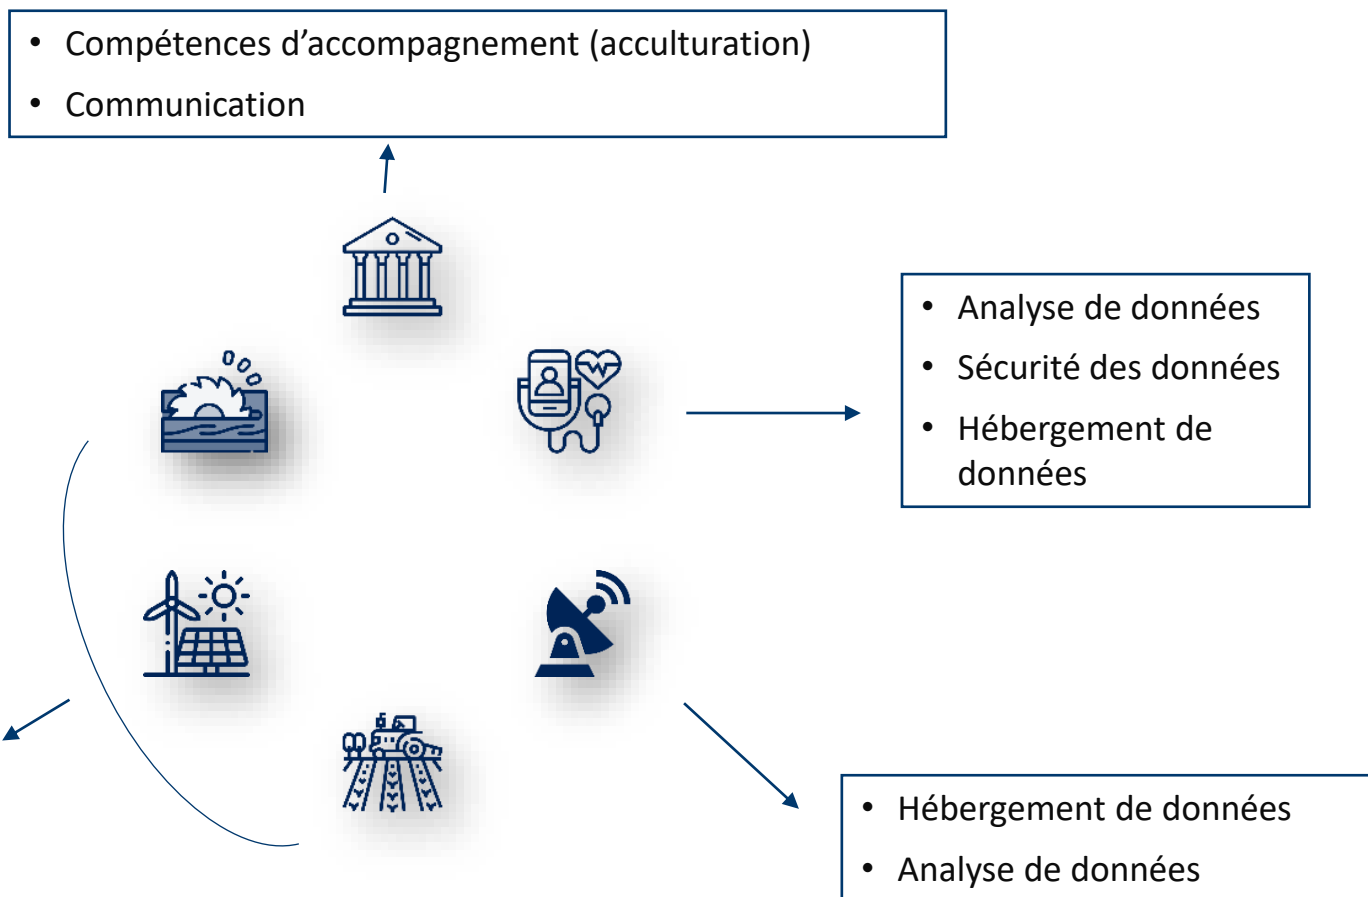 • Compétences d’accompagnement (acculturation)
• Communication
• Analyse de données
• Sécurité des données
• Hébergement de
données
• Hébergement de données
• Analyse de données